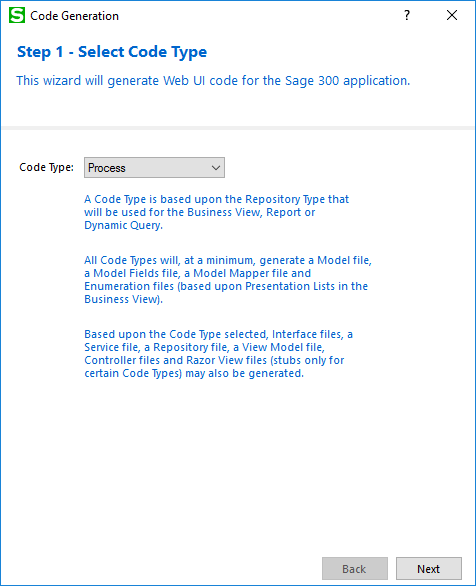 S Code Generation ?
Step 1 - Select Code Type
This wizard will generate Web UI code for the Sage 300 application.
Code Type: Process
A Code Type is based upon the Repository Type that
will be used for the Business View, Report or
Dynamic Query.
All Code Types will, at a minimum, generate a Model file,
a Model Fields file, a Model Mapper file and
Enumeration files (based upon Presentation Lists in the
Business View).
Based upon the Code Type selected, Interface files, a
Service file, a Repository file, a View Model file,
Controller files and Razor View files (stubs only for
certain Code Types) may also be generated.
Back Next